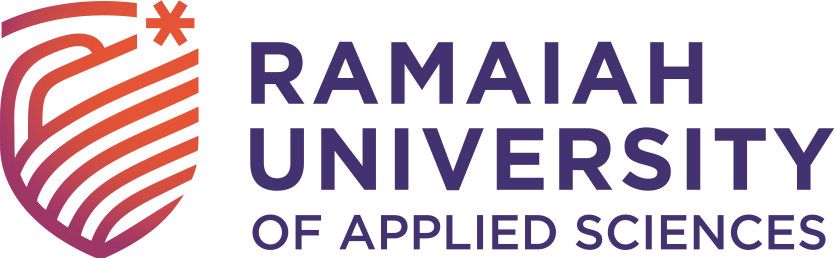 RAMAIAH
UNIVERSITY
OF APPLIED SCIENCES